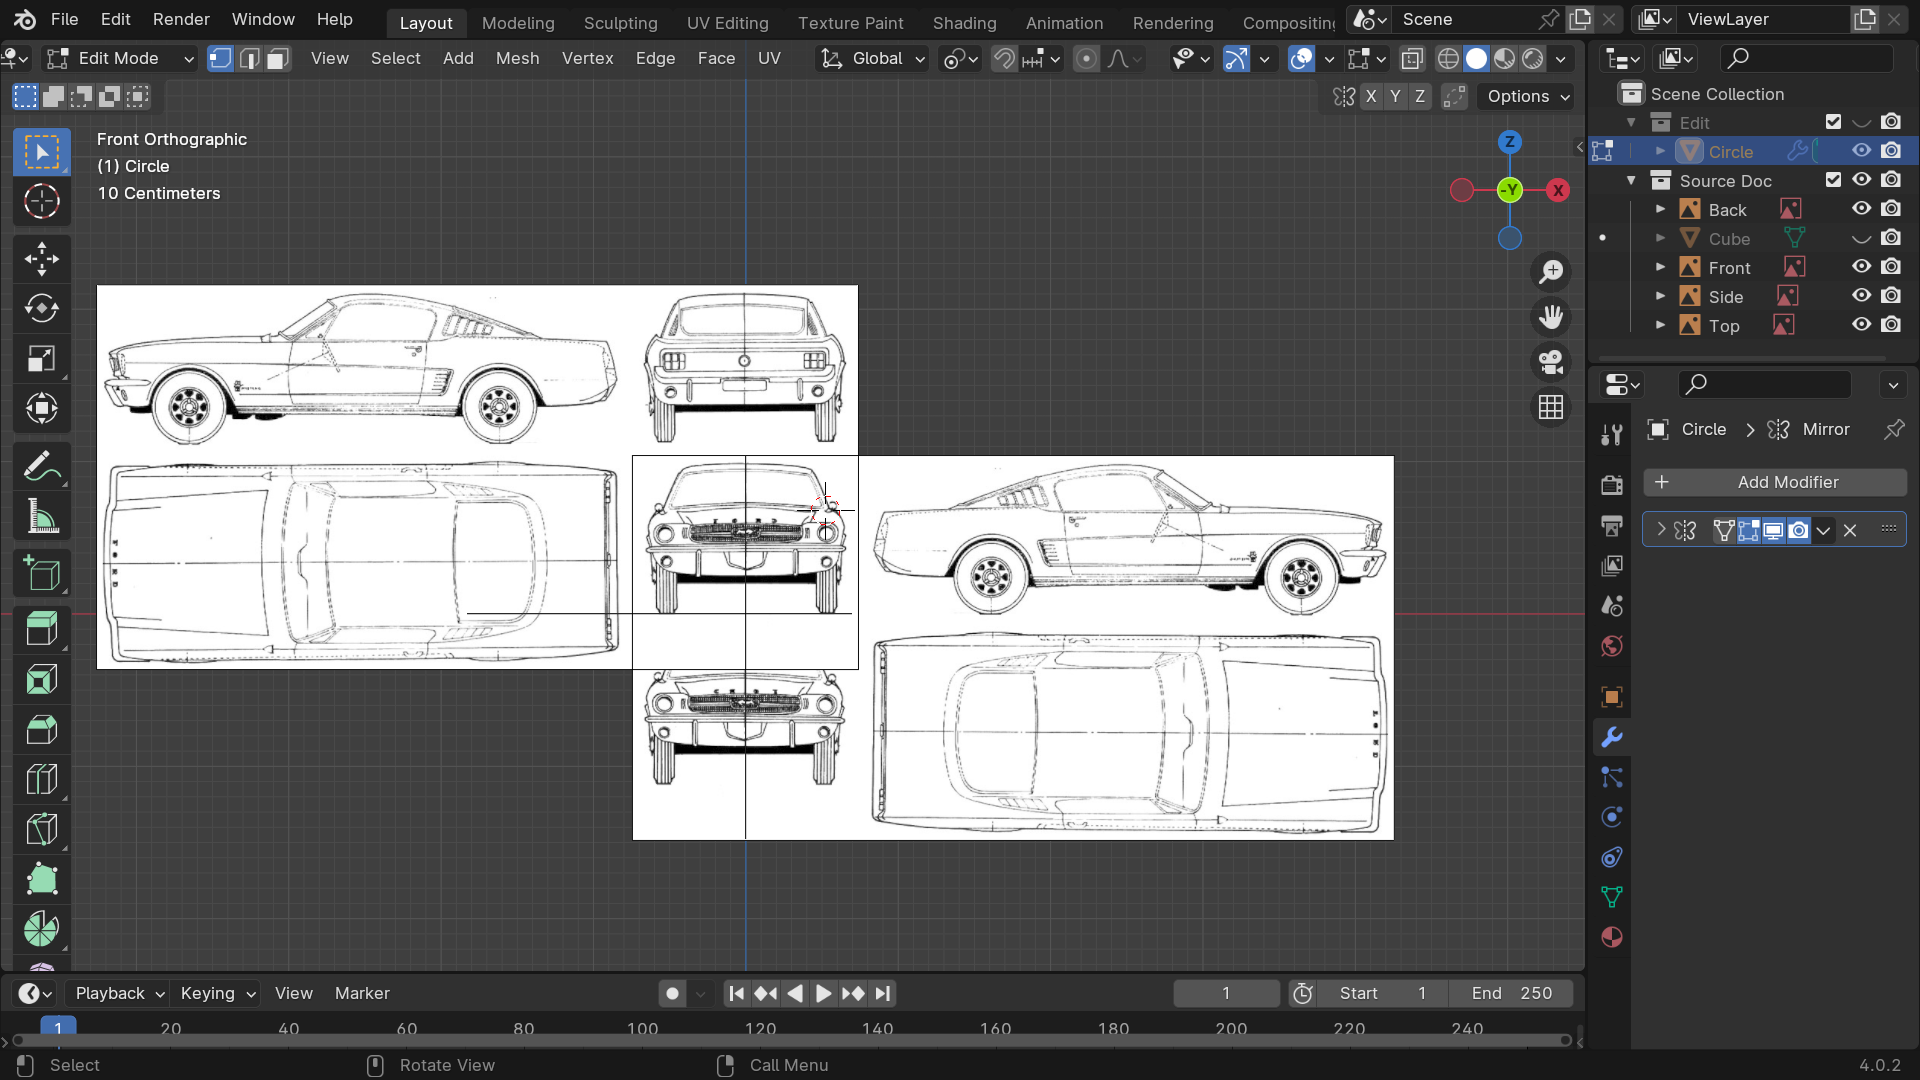 File Edit Render Window Help Layout Modeling Sculpting UV Editing Texture Paint Shading Animation Rendering Compositing Scene ViewLayer
Edit Mode View Select Add Mesh Vertex Edge Face UV Global
X Y Z Options
Scene Collection
Edit
Circle
Source Doc
Back
Cube
Front
Side
Top
Front Orthographic
(1) Circle
10 Centimeters
Z
-Y X
Circle > Mirror
Add Modifier
FORD
FORD
Playback Keying View Marker 1 Start 1 End 250
1 20 40 60 80 100 120 140 160 180 200 220 240
Select Rotate View Call Menu 4.0.2